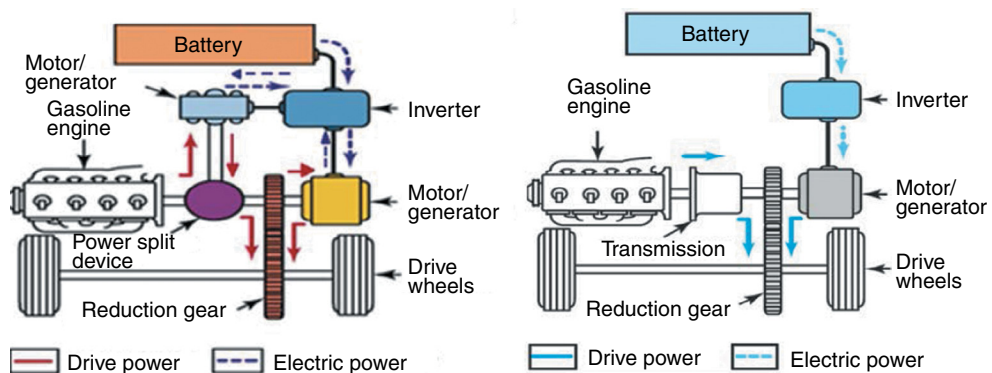 Battery
Motor/
generator
Gasoline
engine
Inverter
Motor/
generator
Power split
device
Drive
wheels
Reduction gear
Drive power
Electric power
Battery
Inverter
Gasoline
engine
Motor/
generator
Transmission
Drive
wheels
Reduction gear
Drive power
Electric power